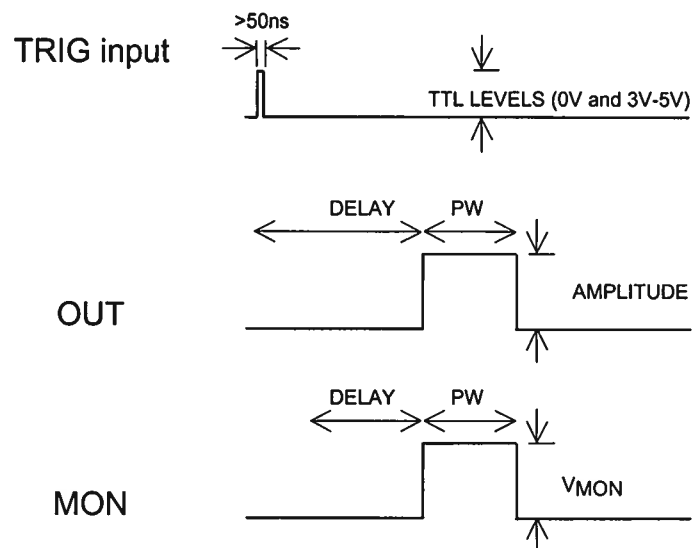 >50ns
TRIG input
TTL LEVELS (0V and 3V-5V)
DELAY PW
OUT
AMPLITUDE
DELAY PW
MON
VMON